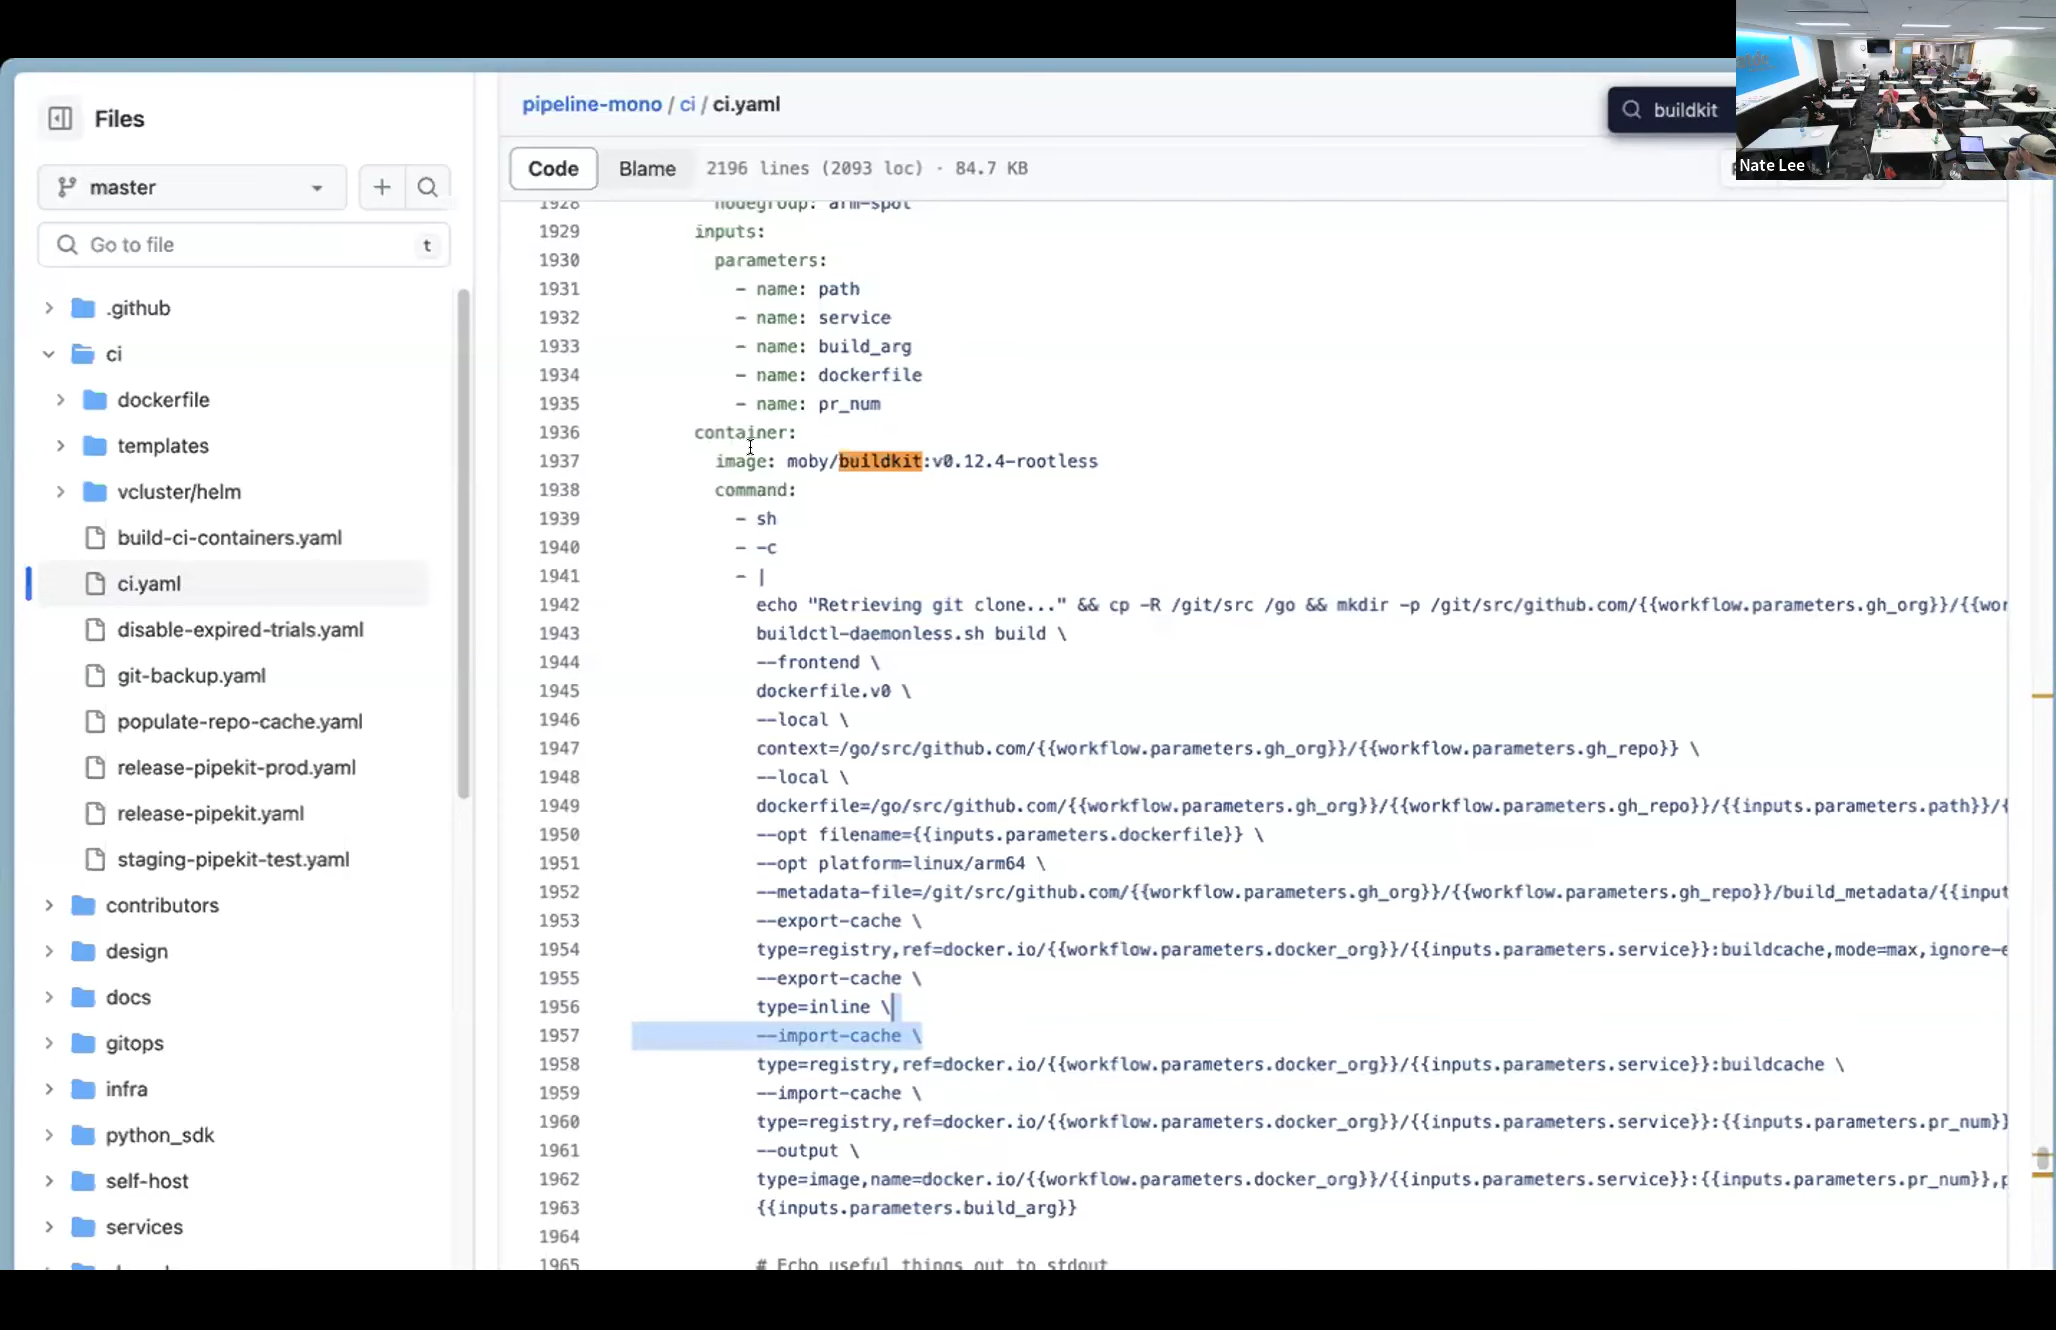 Files
master
Go to file
t
.github
ci
dockerfile
templates
vcluster/helm
build-ci-containers.yaml
ci.yaml
disable-expired-trials.yaml
git-backup.yaml
populate-repo-cache.yaml
release-pipekit-prod.yaml
release-pipekit.yaml
staging-pipekit-test.yaml
contributors
design
docs
gitops
infra
python_sdk
self-host
services
pipeline-mono / ci / ci.yaml
buildkit
Nate Lee
Code
Blame
2196 lines (2093 loc) · 84.7 KB
1928 nodegroup: arm-spot
1929 inputs:
1930 parameters:
1931 - name: path
1932 - name: service
1933 - name: build_arg
1934 - name: dockerfile
1935 - name: pr_num
1936 container:
1937 image: moby/buildkit:v0.12.4-rootless
1938 command:
1939 - sh
1940 - -c
1941 - |
1942 echo "Retrieving git clone..." && cp -R /git/src /go && mkdir -p /git/src/github.com/{{workflow.parameters.gh_org}}/{{wor
1943 buildctl-daemonless.sh build \
1944 --frontend \
1945 dockerfile.v0 \
1946 --local \
1947 context=/go/src/github.com/{{workflow.parameters.gh_org}}/{{workflow.parameters.gh_repo}} \
1948 --local \
1949 dockerfile=/go/src/github.com/{{workflow.parameters.gh_org}}/{{workflow.parameters.gh_repo}}/{{inputs.parameters.path}}/{
1950 --opt filename={{inputs.parameters.dockerfile}} \
1951 --opt platform=linux/arm64 \
1952 --metadata-file=/git/src/github.com/{{workflow.parameters.gh_org}}/{{workflow.parameters.gh_repo}}/build_metadata/{{input
1953 --export-cache \
1954 type=registry,ref=docker.io/{{workflow.parameters.docker_org}}/{{inputs.parameters.service}}:buildcache,mode=max,ignore-e
1955 --export-cache \
1956 type=inline \
1957 --import-cache \
1958 type=registry,ref=docker.io/{{workflow.parameters.docker_org}}/{{inputs.parameters.service}}:buildcache \
1959 --import-cache \
1960 type=registry,ref=docker.io/{{workflow.parameters.docker_org}}/{{inputs.parameters.service}}:{{inputs.parameters.pr_num}}
1961 --output \
1962 type=image,name=docker.io/{{workflow.parameters.docker_org}}/{{inputs.parameters.service}}:{{inputs.parameters.pr_num}},p
1963 {{inputs.parameters.build_arg}}
1964
1965 # Echo useful things out to stdout